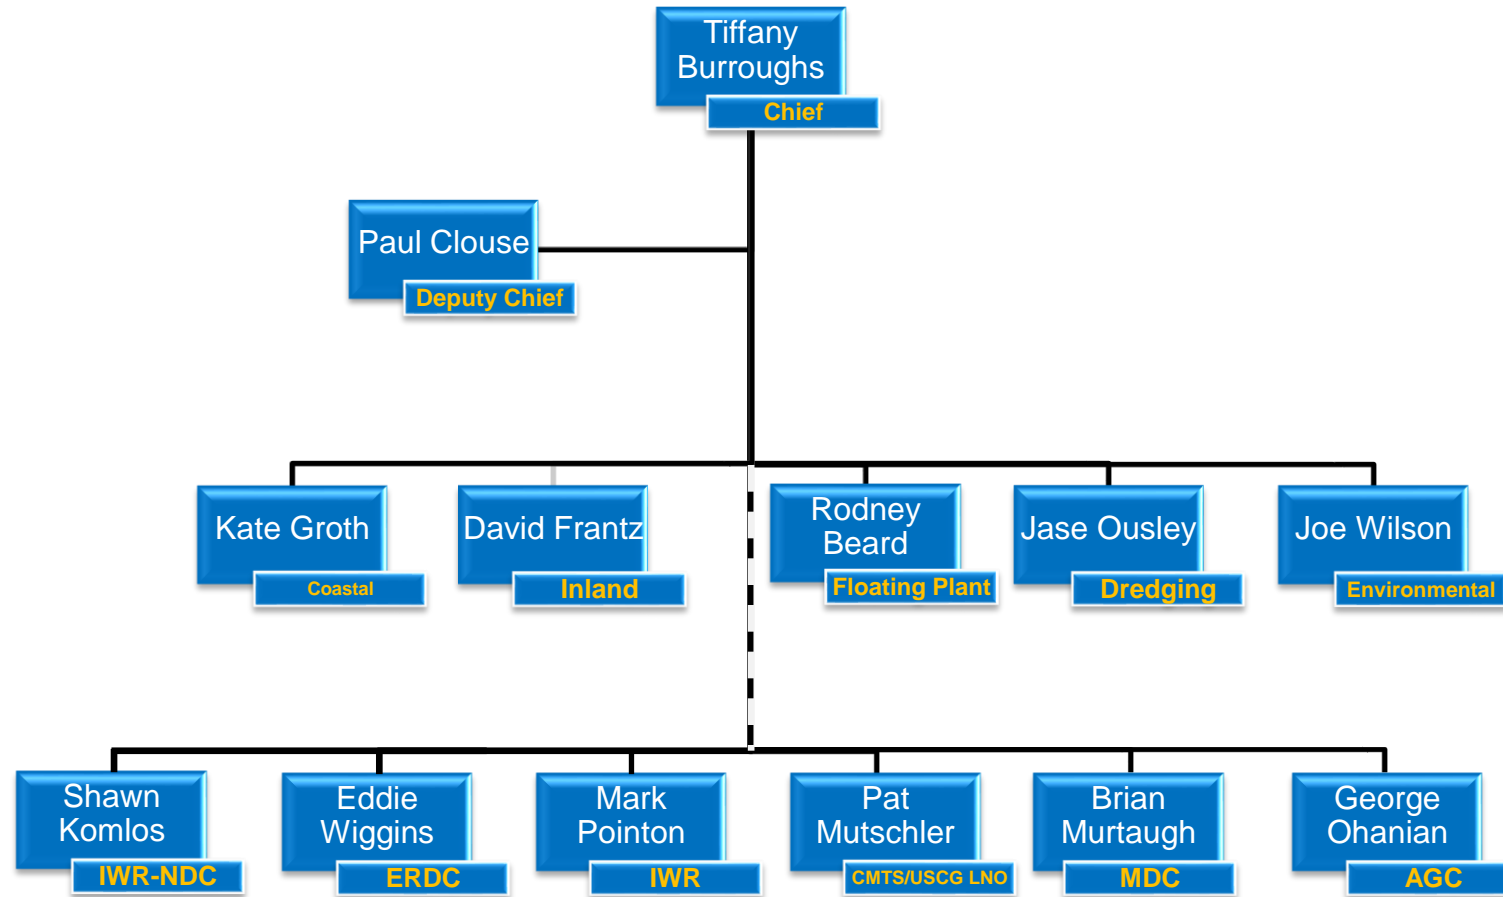 Tiffany
Burroughs
Chief
Paul Clouse
Deputy Chief
Kate Groth
Coastal
David Frantz
Inland
Rodney
Beard
Floating Plant
Jase Ousley
Dredging
Joe Wilson
Environmental
Shawn
Komlos
IWR-NDC
Eddie
Wiggins
ERDC
Mark
Pointon
IWR
Pat
Mutschler
CMTS/USCG LNO
Brian
Murtaugh
MDC
George
Ohanian
AGC